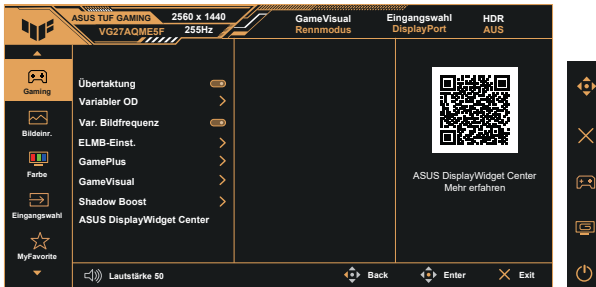 ASUS TUF GAMING
VG27AQME5F
2560 x 1440
255Hz
GameVisual
Rennmodus
Eingangswahl
DisplayPort
HDR
AUS
Gaming
Bildeinr.
Farbe
Eingangswahl
MyFavorite
Übertaktung
Variabler OD
Var. Bildfrequenz
ELMB-Einst.
GamePlus
GameVisual
Shadow Boost
ASUS DisplayWidget Center
ASUS DisplayWidget Center
Mehr erfahren
Lautstärke 50
Back
Enter
Exit